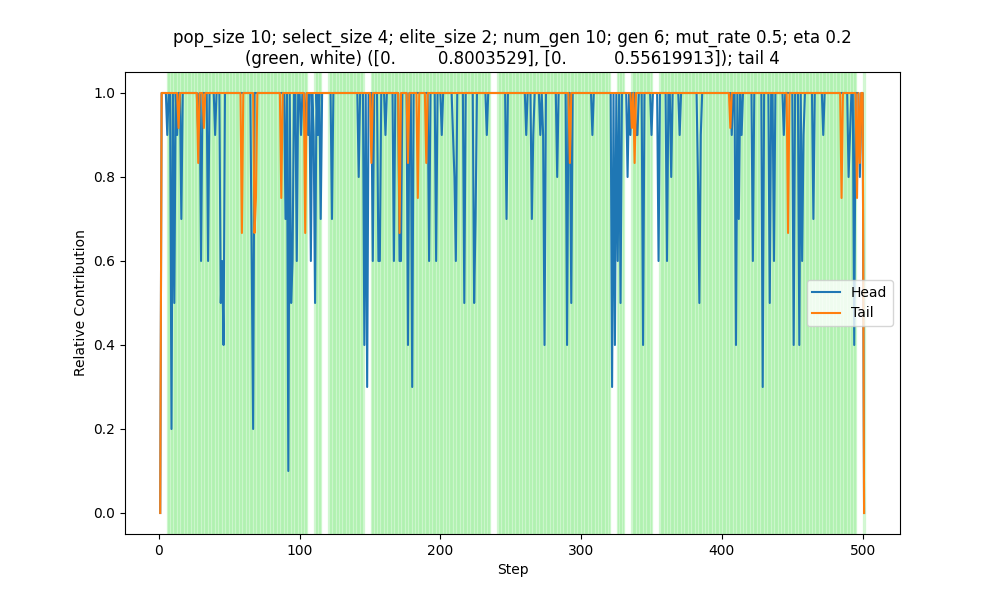 pop_size 10; select_size 4; elite_size 2; num_gen 10; gen 6; mut_rate 0.5; eta 0.2
(green, white) ([0.        0.8003529], [0.         0.55619913]); tail 4
1.0
0.8
0.6
0.4
0.2
0.0
Relative Contribution
Head
Tail
0 100 200 300 400 500
Step